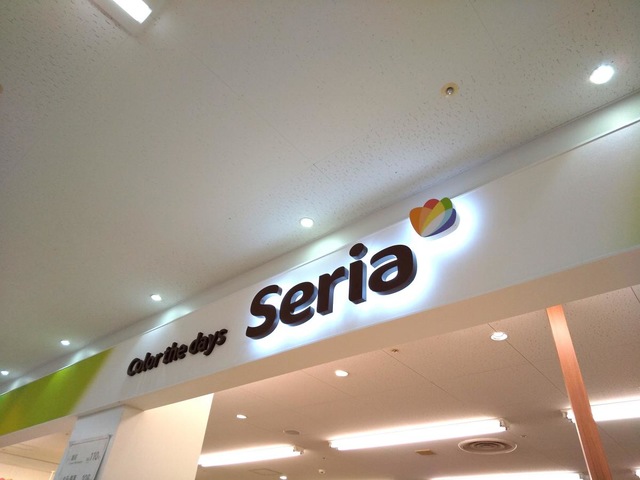 Color the days
Seria